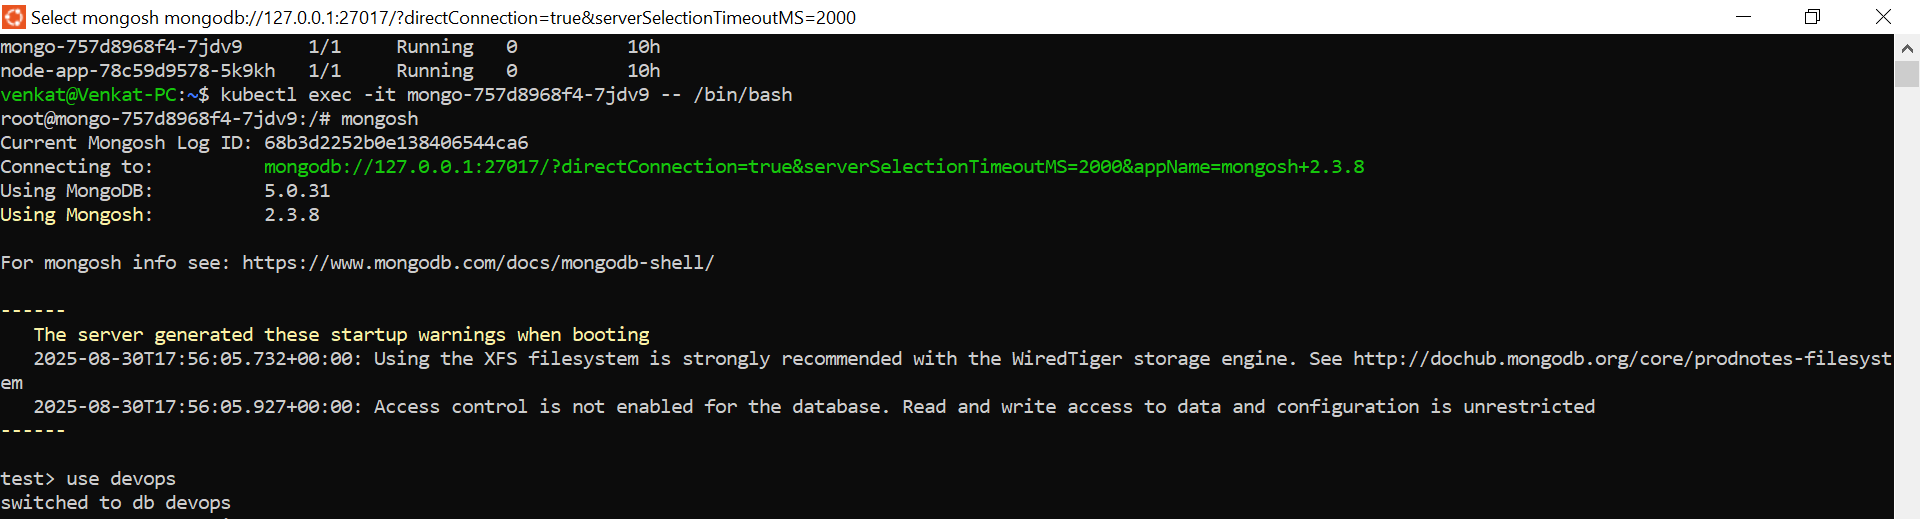 Select mongosh mongodb://127.0.0.1:27017/?directConnection=true&serverSelectionTimeoutMS=2000
mongo-757d8968f4-7jdv9      1/1     Running   0          10h
node-app-78c59d9578-5k9kh   1/1     Running   0          10h
venkat@Venkat-PC:~$ kubectl exec -it mongo-757d8968f4-7jdv9 -- /bin/bash
root@mongo-757d8968f4-7jdv9:/# mongosh
Current Mongosh Log ID: 68b3d2252b0e138406544ca6
Connecting to:          mongodb://127.0.0.1:27017/?directConnection=true&serverSelectionTimeoutMS=2000&appName=mongosh+2.3.8
Using MongoDB:          5.0.31
Using Mongosh:          2.3.8
For mongosh info see: https://www.mongodb.com/docs/mongodb-shell/
------
   The server generated these startup warnings when booting
   2025-08-30T17:56:05.732+00:00: Using the XFS filesystem is strongly recommended with the WiredTiger storage engine. See http://dochub.mongodb.org/core/prodnotes-filesyst
em
   2025-08-30T17:56:05.927+00:00: Access control is not enabled for the database. Read and write access to data and configuration is unrestricted
------
test> use devops
switched to db devops